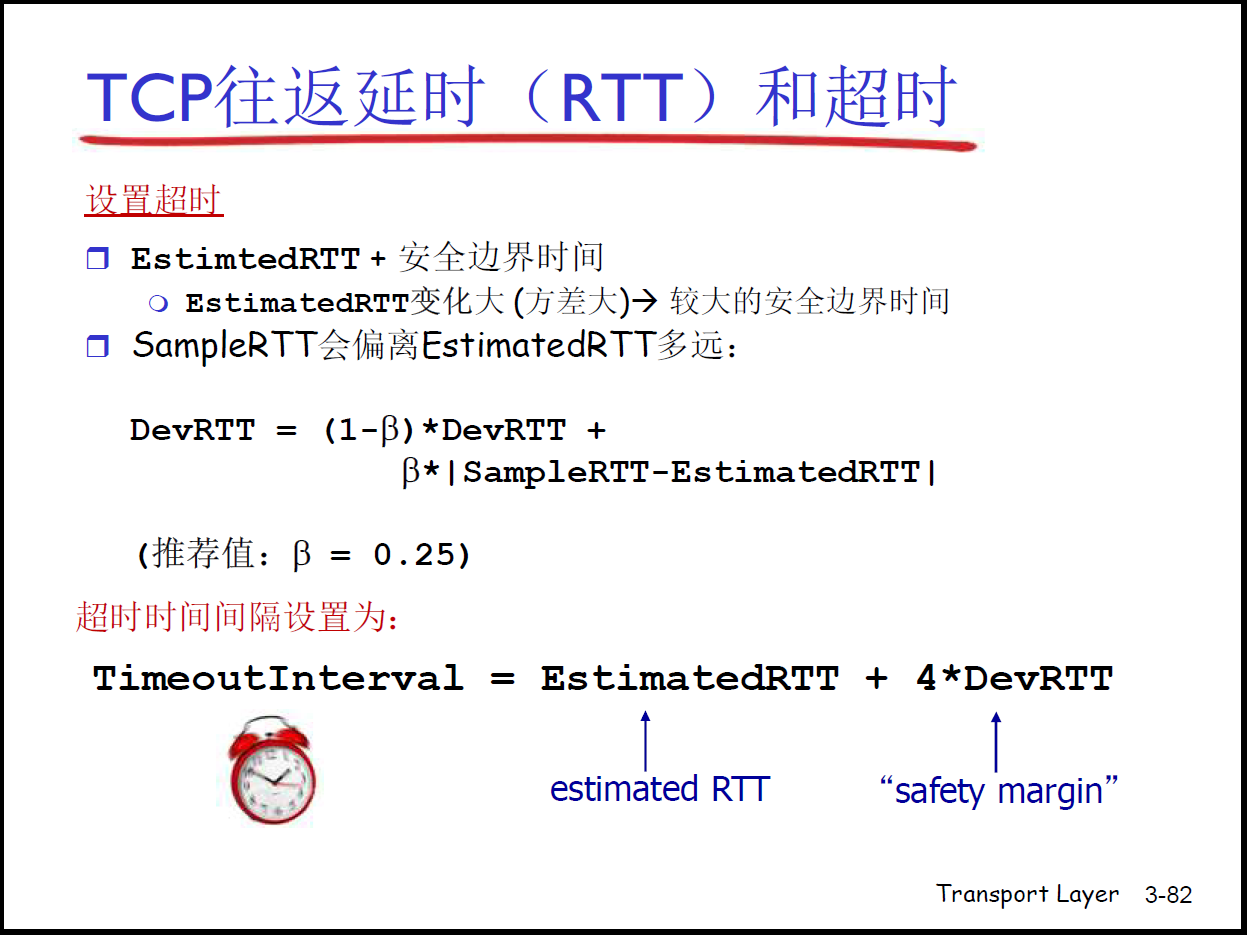 TCP往返延时（RTT）和超时
设置超时
EstimtedRTT + 安全边界时间
EstimatedRTT变化大 (方差大)→ 较大的安全边界时间
SampleRTT会偏离EstimatedRTT多远：
DevRTT = (1-β)*DevRTT +
β*|SampleRTT-EstimatedRTT|
(推荐值：β = 0.25)
超时时间间隔设置为：
TimeoutInterval = EstimatedRTT + 4*DevRTT
estimated RTT “safety margin”
Transport Layer 3-82